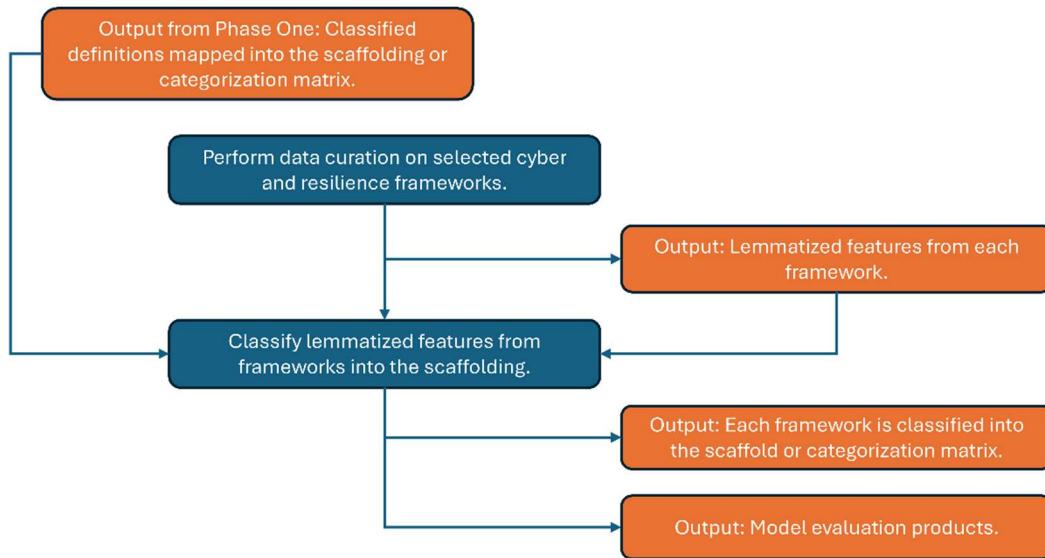 Output from Phase One: Classified
definitions mapped into the scaffolding or
categorization matrix.
Perform data curation on selected cyber
and resilience frameworks.
Output: Lemmatized features from each
framework.
Classify lemmatized features from
frameworks into the scaffolding.
Output: Each framework is classified into
the scaffold or categorization matrix.
Output: Model evaluation products.